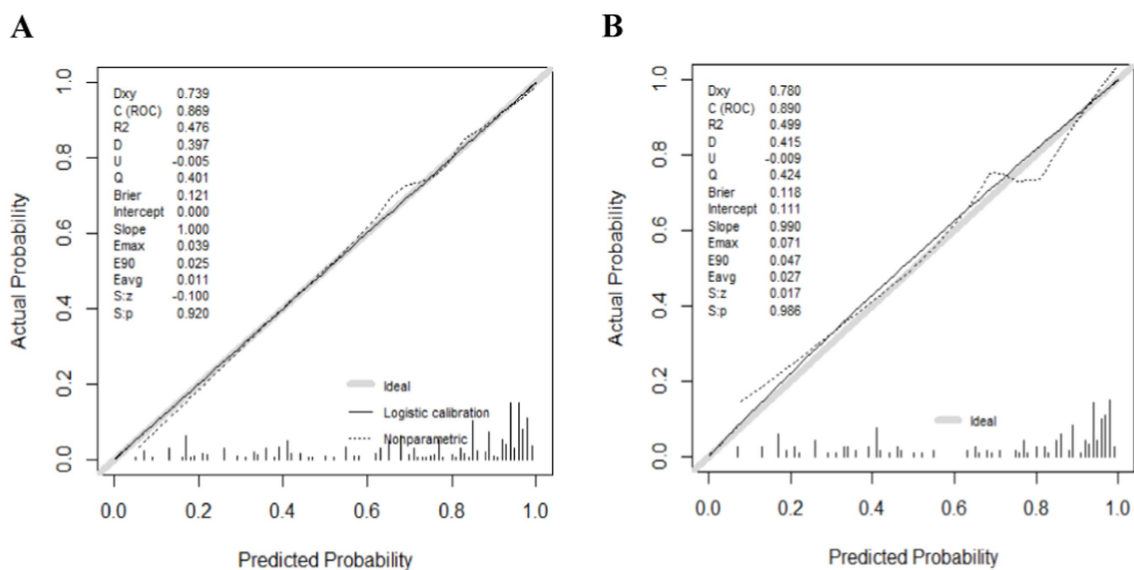 A
Dxy 0.739
C (ROC) 0.869
R2 0.476
D 0.397
U -0.005
Q 0.401
Brier 0.121
Intercept 0.000
Slope 1.000
Emax 0.039
E90 0.025
Eavg 0.011
S:z -0.100
S:p 0.920
Ideal
Logistic calibration
Nonparametric
Actual Probability
1.0
0.8
0.6
0.4
0.2
0.0
0.0 0.2 0.4 0.6 0.8 1.0
Predicted Probability
B
Dxy 0.780
C (ROC) 0.890
R2 0.499
D 0.415
U -0.009
Q 0.424
Brier 0.118
Intercept 0.111
Slope 0.990
Emax 0.071
E90 0.047
Eavg 0.027
S:z 0.017
S:p 0.986
Ideal
Actual Probability
1.0
0.8
0.6
0.4
0.2
0.0
0.0 0.2 0.4 0.6 0.8 1.0
Predicted Probability